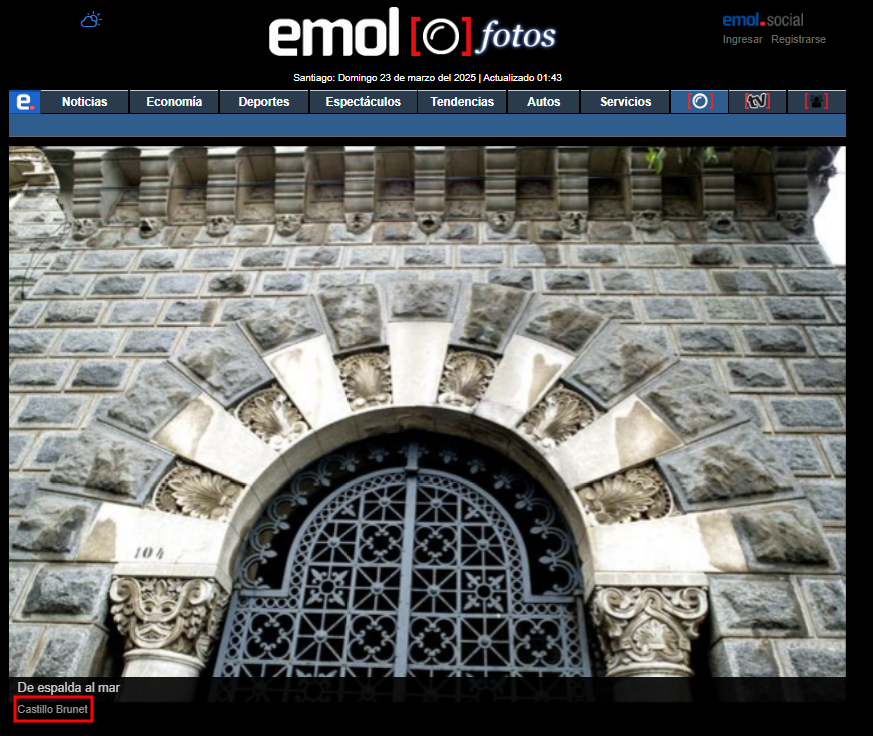 emol [O] fotos
emol.social
Ingresar Registrarse
Santiago: Domingo 23 de marzo del 2025 | Actualizado 01:43
e. Noticias Economía Deportes Espectáculos Tendencias Autos Servicios [O] [tv]
104
De espalda al mar
Castillo Brunet